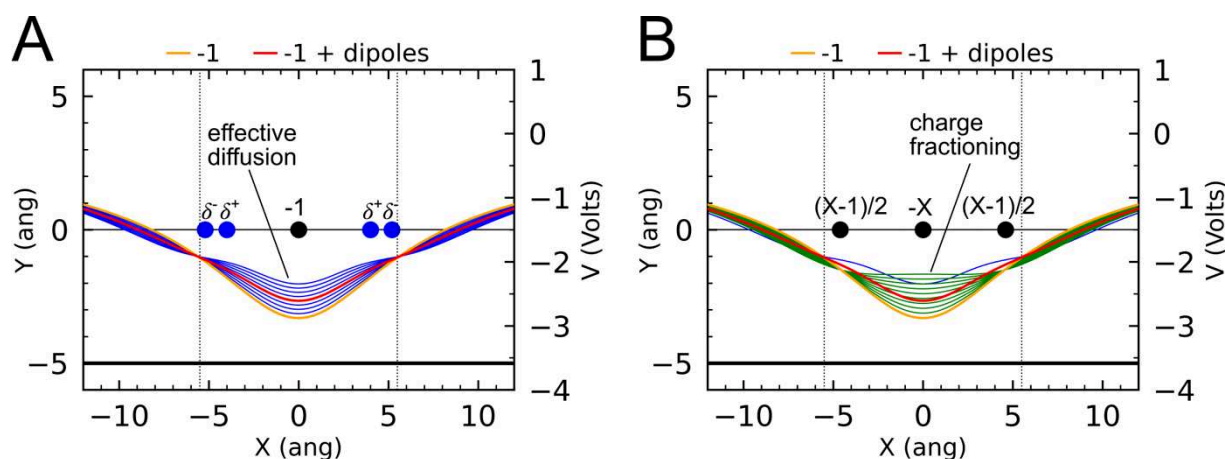 A
-1   -1 + dipoles
5
0
−5
Y (ang)
effective
diffusion
δ- δ+
-1
δ+ δ-
1
0
−1
−2
−3
−4
V (Volts)
−10 −5 0 5 10
X (ang)
B
-1   -1 + dipoles
5
0
−5
Y (ang)
charge
fractioning
(X-1)/2
-X
(X-1)/2
1
0
−1
−2
−3
−4
V (Volts)
−10 −5 0 5 10
X (ang)